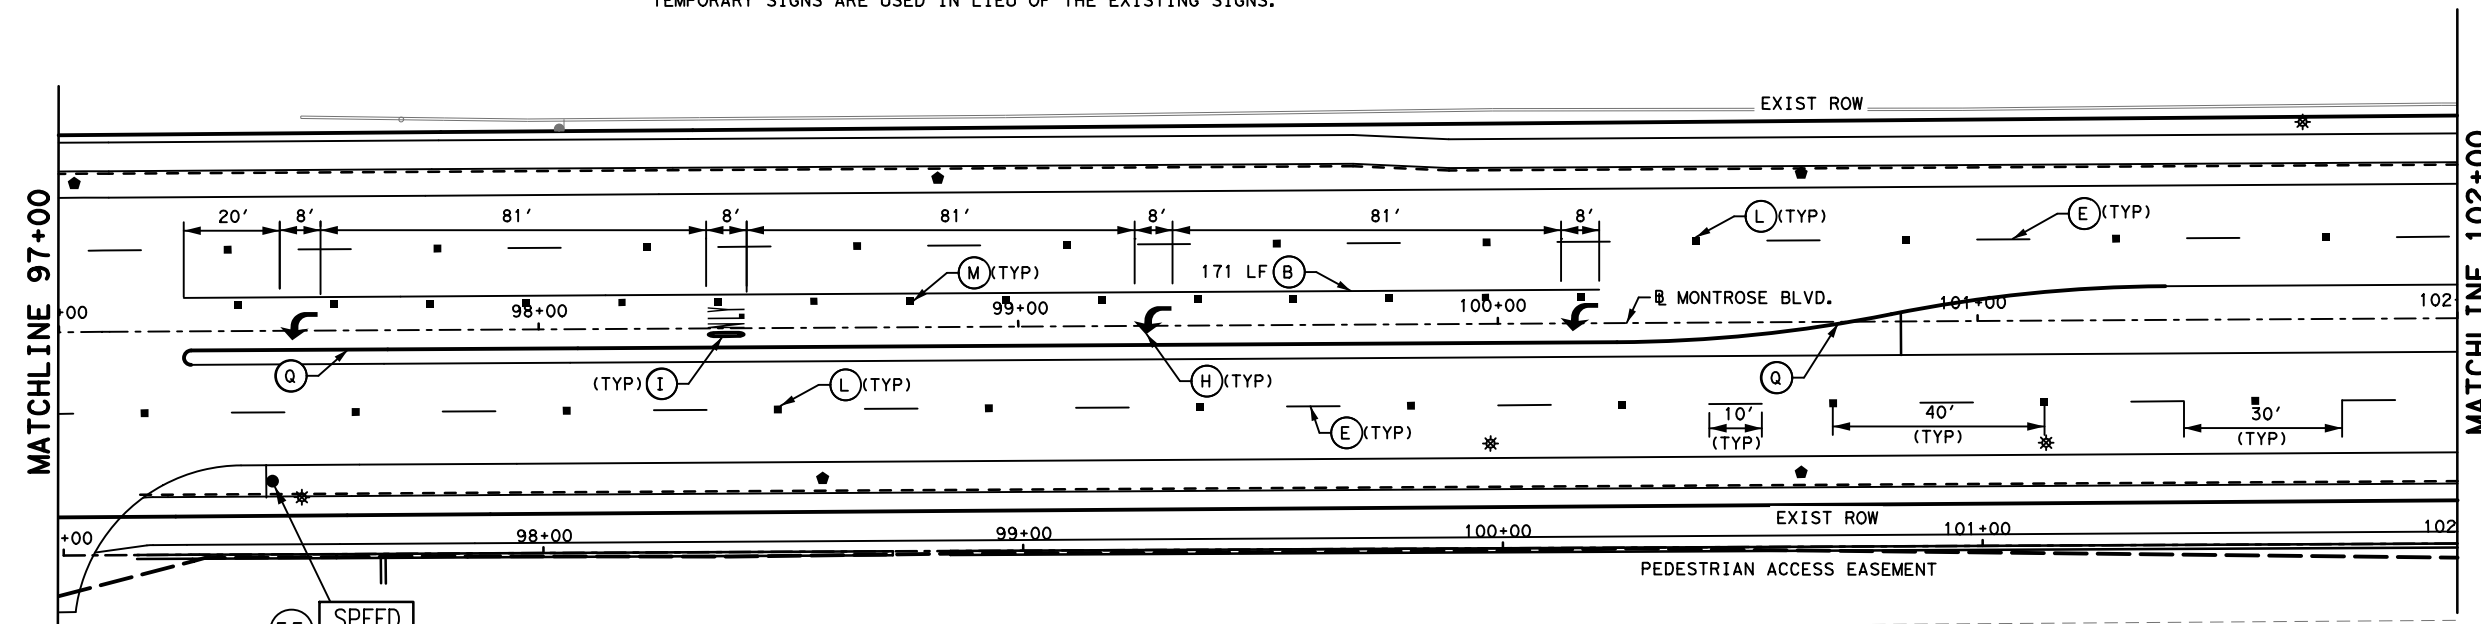 TEMPORARY SIGNS ARE USED IN LIEU OF THE EXISTING SIGNS.
EXIST ROW
MATCHLINE 97+00
MATCHLINE 102+00
20' 8' 81' 8' 81' 8' 81' 8'
L (TYP)
E (TYP)
M (TYP)
171 LF B
+00 98+00 99+00 100+00 101+00 102
MONTROSE BLVD.
Q
(TYP) I
L (TYP)
H (TYP)
Q
E (TYP)
10' (TYP)
40' (TYP)
30' (TYP)
EXIST ROW
+00 98+00 99+00 100+00 101+00 102
PEDESTRIAN ACCESS EASEMENT
SPEED